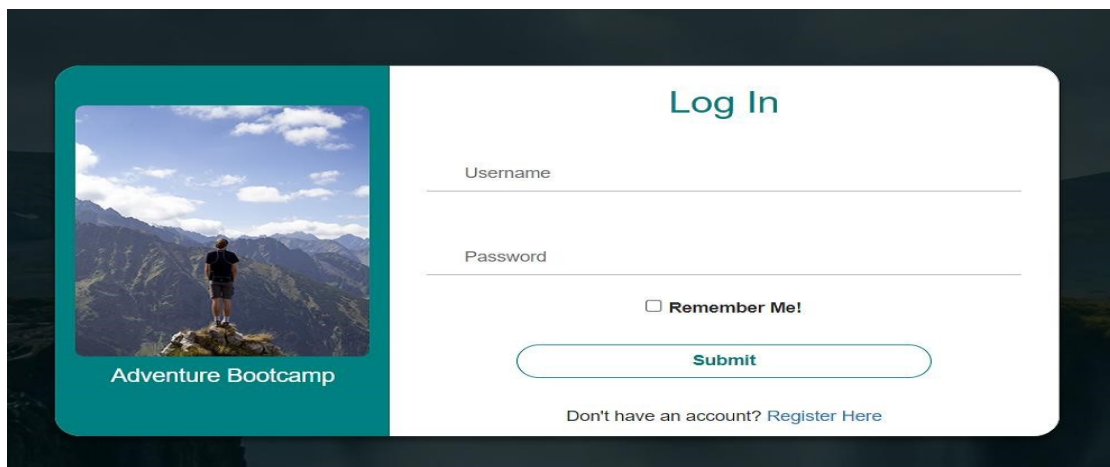 Adventure Bootcamp
Log In
Username
Password
Remember Me!
Submit
Don't have an account? Register Here